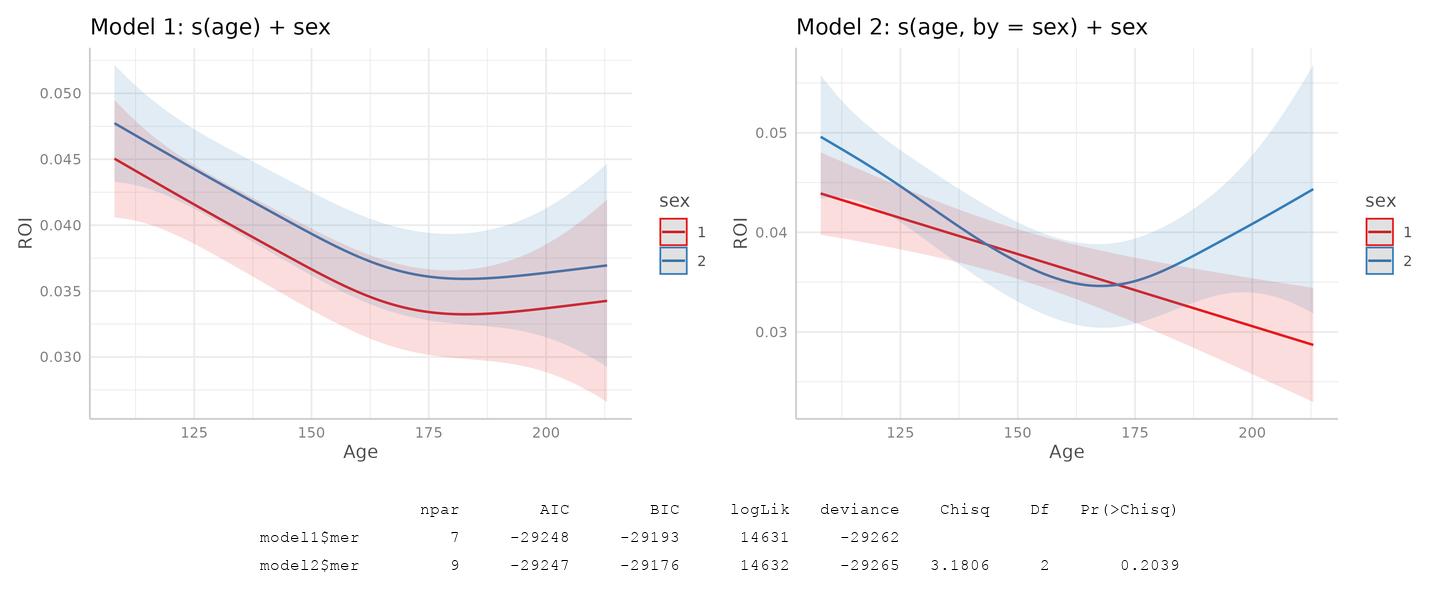 Model 1: s(age) + sex
0.050
0.045
0.040
0.035
0.030
ROI
125 150 175 200
Age
sex
1
2
Model 2: s(age, by = sex) + sex
0.05
0.04
0.03
ROI
125 150 175 200
Age
sex
1
2
npar AIC BIC logLik deviance Chisq Df Pr(>Chisq)
model1$mer 7 -29248 -29193 14631 -29262
model2$mer 9 -29247 -29176 14632 -29265 3.1806 2 0.2039